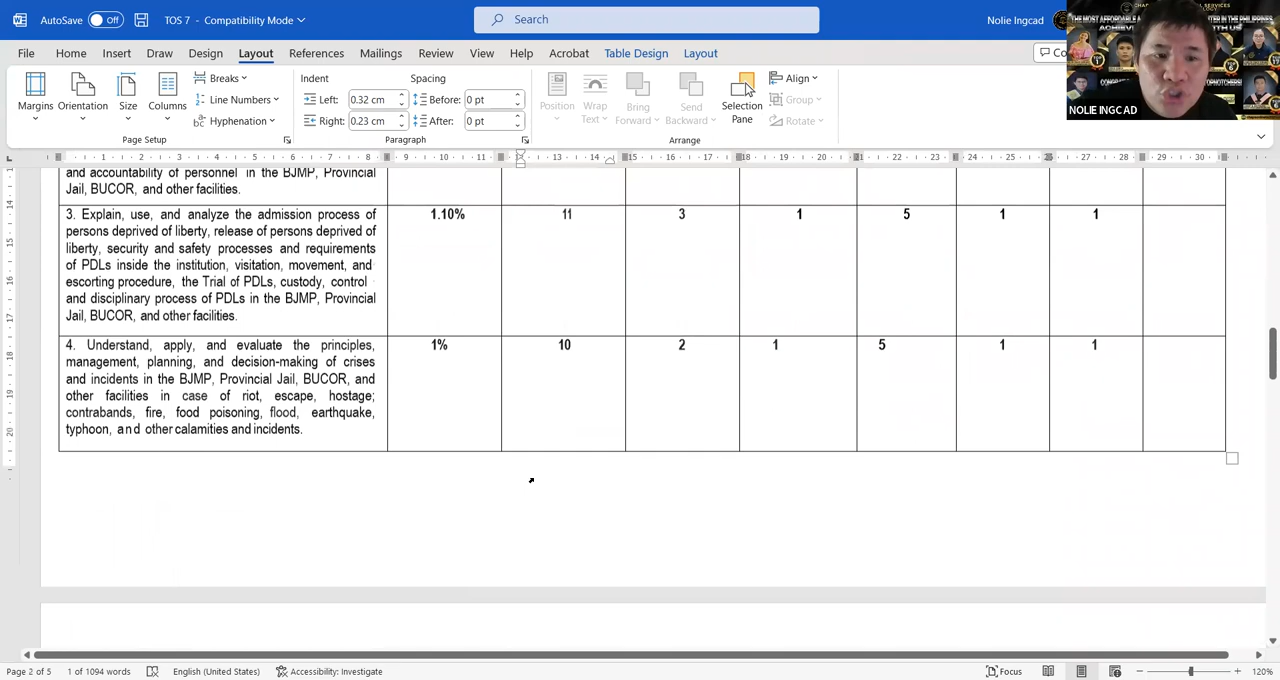 AutoSave Off TOS 7 - Compatibility Mode Search Nolie Ingcad
File Home Insert Draw Design Layout References Mailings Review View Help Acrobat Table Design Layout
Margins Orientation Size Columns
Breaks
Line Numbers
Hyphenation
Page Setup
Indent Spacing
Left: 0.32 cm Before: 0 pt
Right: 0.23 After: 0 pt
Paragraph
Position Wrap Text Bring Forward Send Backward Selection Pane
Align
Group
Rotate
Arrange
NOLIE INGC AD
and accountability of personnel in the BJMP, Provincial
Jail, BUCOR, and other facilities.
3. Explain, use, and analyze the admission process of 1.10% 11 3 1 5 1 1
persons deprived of liberty, release of persons deprived of
liberty, security and safety processes and requirements
of PDLs inside the institution, visitation, movement, and
escorting procedure, the Trial of PDLs, custody, control
and disciplinary process of PDLs in the BJMP, Provincial
Jail, BUCOR, and other facilities.
4. Understand, apply, and evaluate the principles, 1% 10 2 1 5 1 1
management, planning, and decision-making of crises
and incidents in the BJMP, Provincial Jail, BUCOR, and
other facilities in case of riot, escape, hostage;
contrabands, fire, food poisoning, flood, earthquake,
typhoon, and other calamities and incidents.
Page 2 of 5 1 of 1094 words English (United States) Accessibility: Investigate Focus 120%